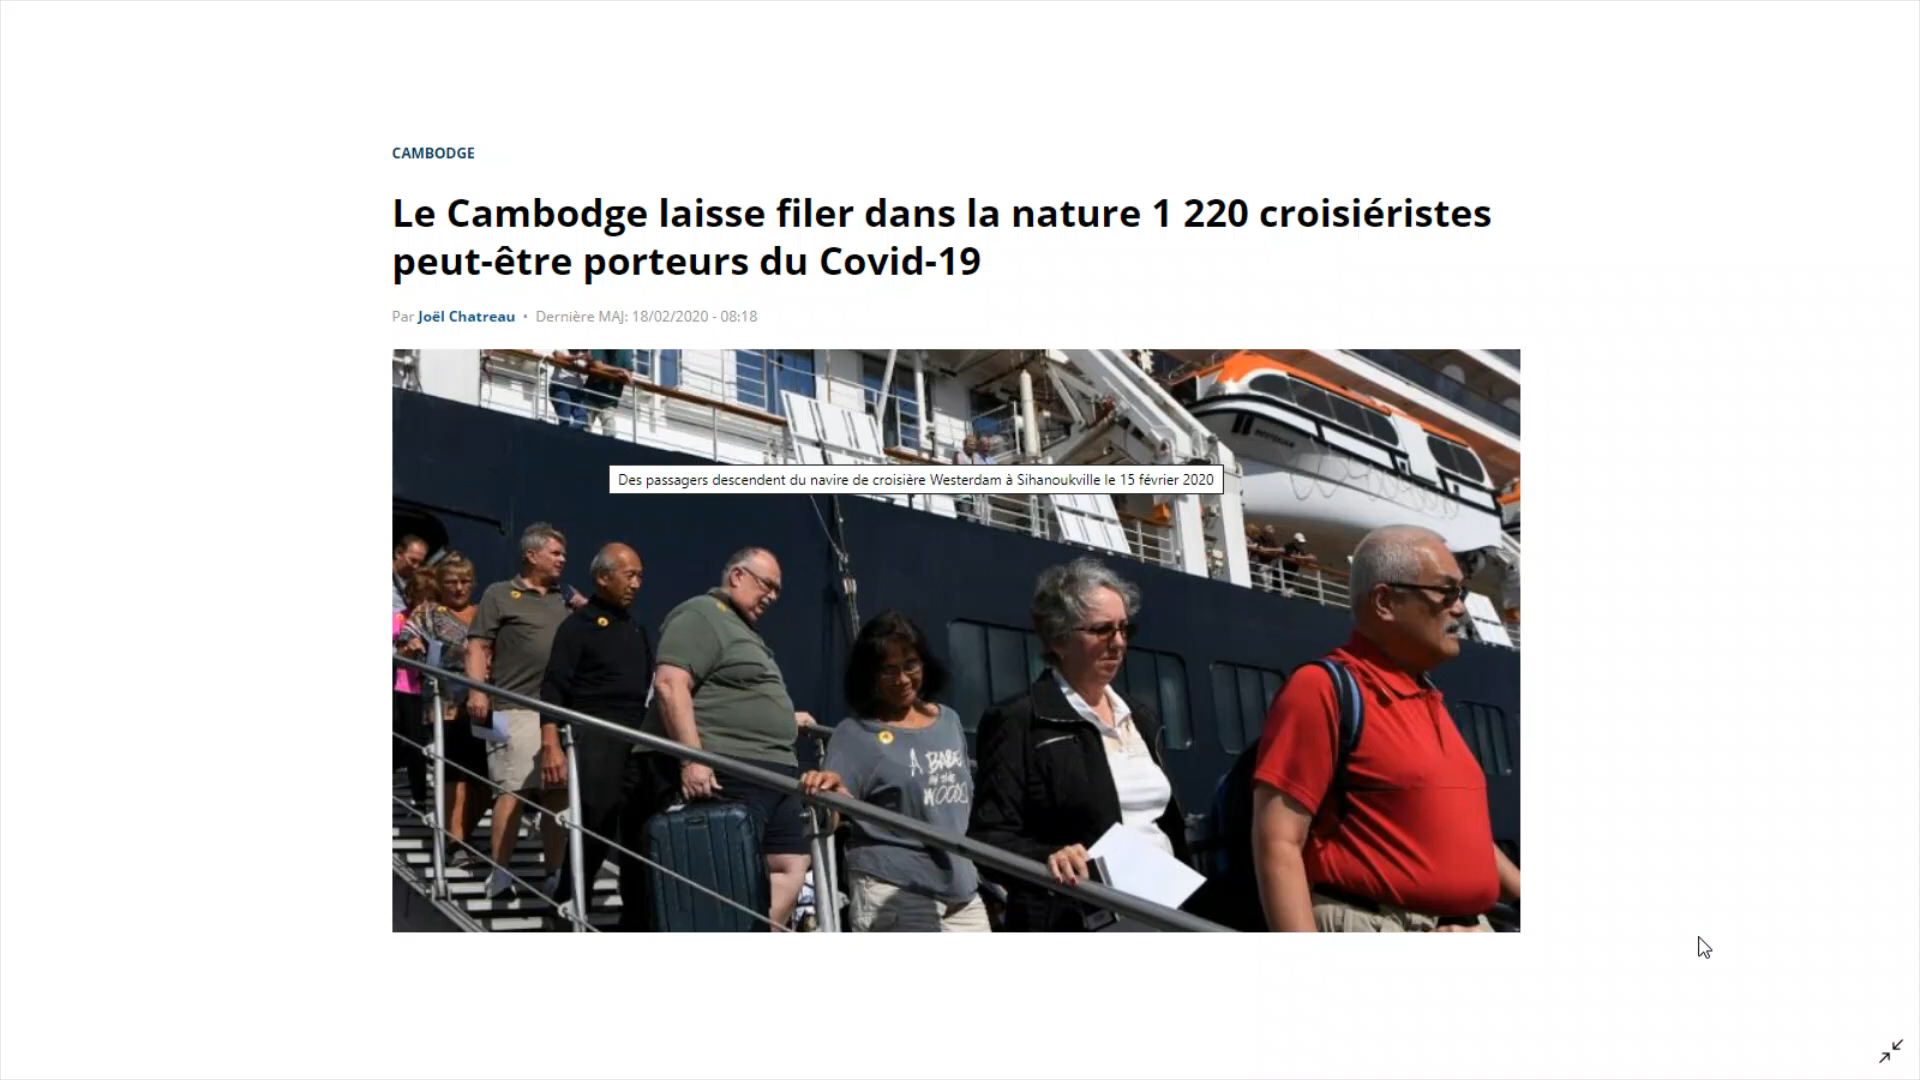 CAMBODGE
Le Cambodge laisse filer dans la nature 1 220 croisiéristes
peut-être porteurs du Covid-19
Par Joël Chatreau • Dernière MAJ: 18/02/2020 - 08:18
Des passagers descendent du navire de croisière Westerdam à Sihanoukville le 15 février 2020
A BABE
IN THE
WOODS